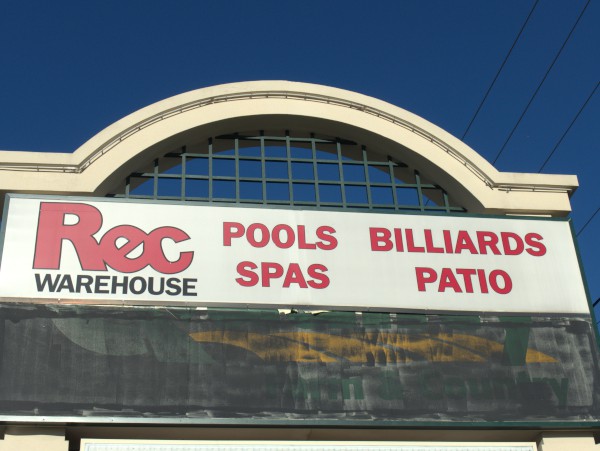 Rec
WAREHOUSE
POOLS BILLIARDS
SPAS PATIO